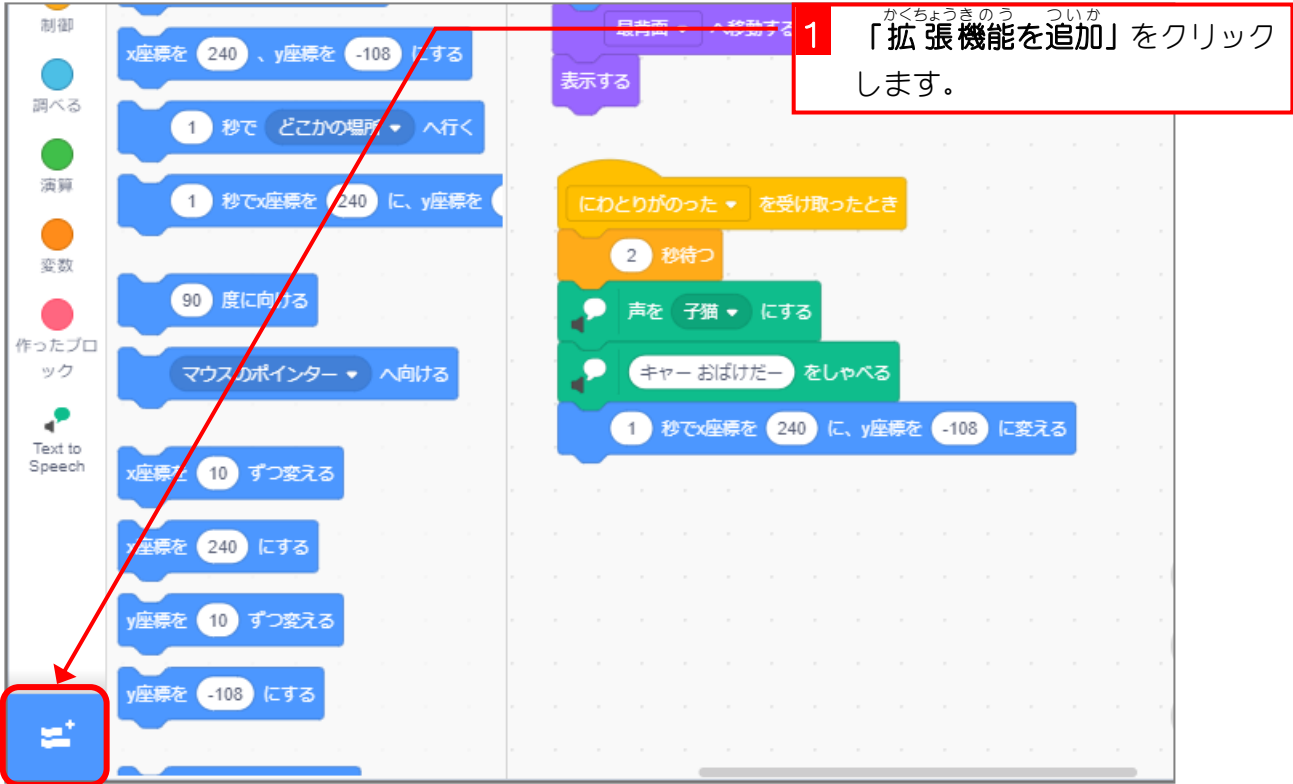 制御
調べる
演算
変数
作ったブロ
ック
Text to
Speech
x座標を 240 、y座標を -108 にする
1 秒で どこかの場所 へ行く
1 秒でx座標を 240 に、y座標を
90 度に向ける
マウスのポインター へ向ける
x座標を 10 ずつ変える
x座標を 240 にする
y座標を 10 ずつ変える
y座標を -108 にする
最背面 へ移動する
表示する
にわとりがのった を受け取ったとき
2 秒待つ
声を 子猫 にする
キャー おばけだー をしゃべる
1 秒でx座標を 240 に、y座標を -108 に変える
かくちょうきのう ついか
1 「拡張機能を追加」をクリック
します。